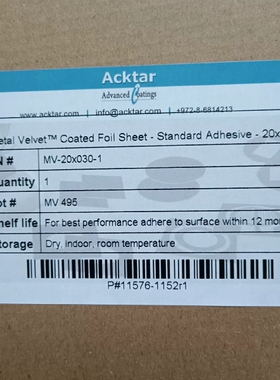 Acktar
Advanced Coatings
www.acktar.com | info@acktar.com | +972-8-6614213
etal Velvet™ Coated Foil Sheet - Standard Adhesive - 20x
N # MV-20x030-1
uantity 1
ot # MV 495
helf life For best performance adhere to surface within 12 mon
torage Dry, indoor, room temperature
P#11576-1152r1